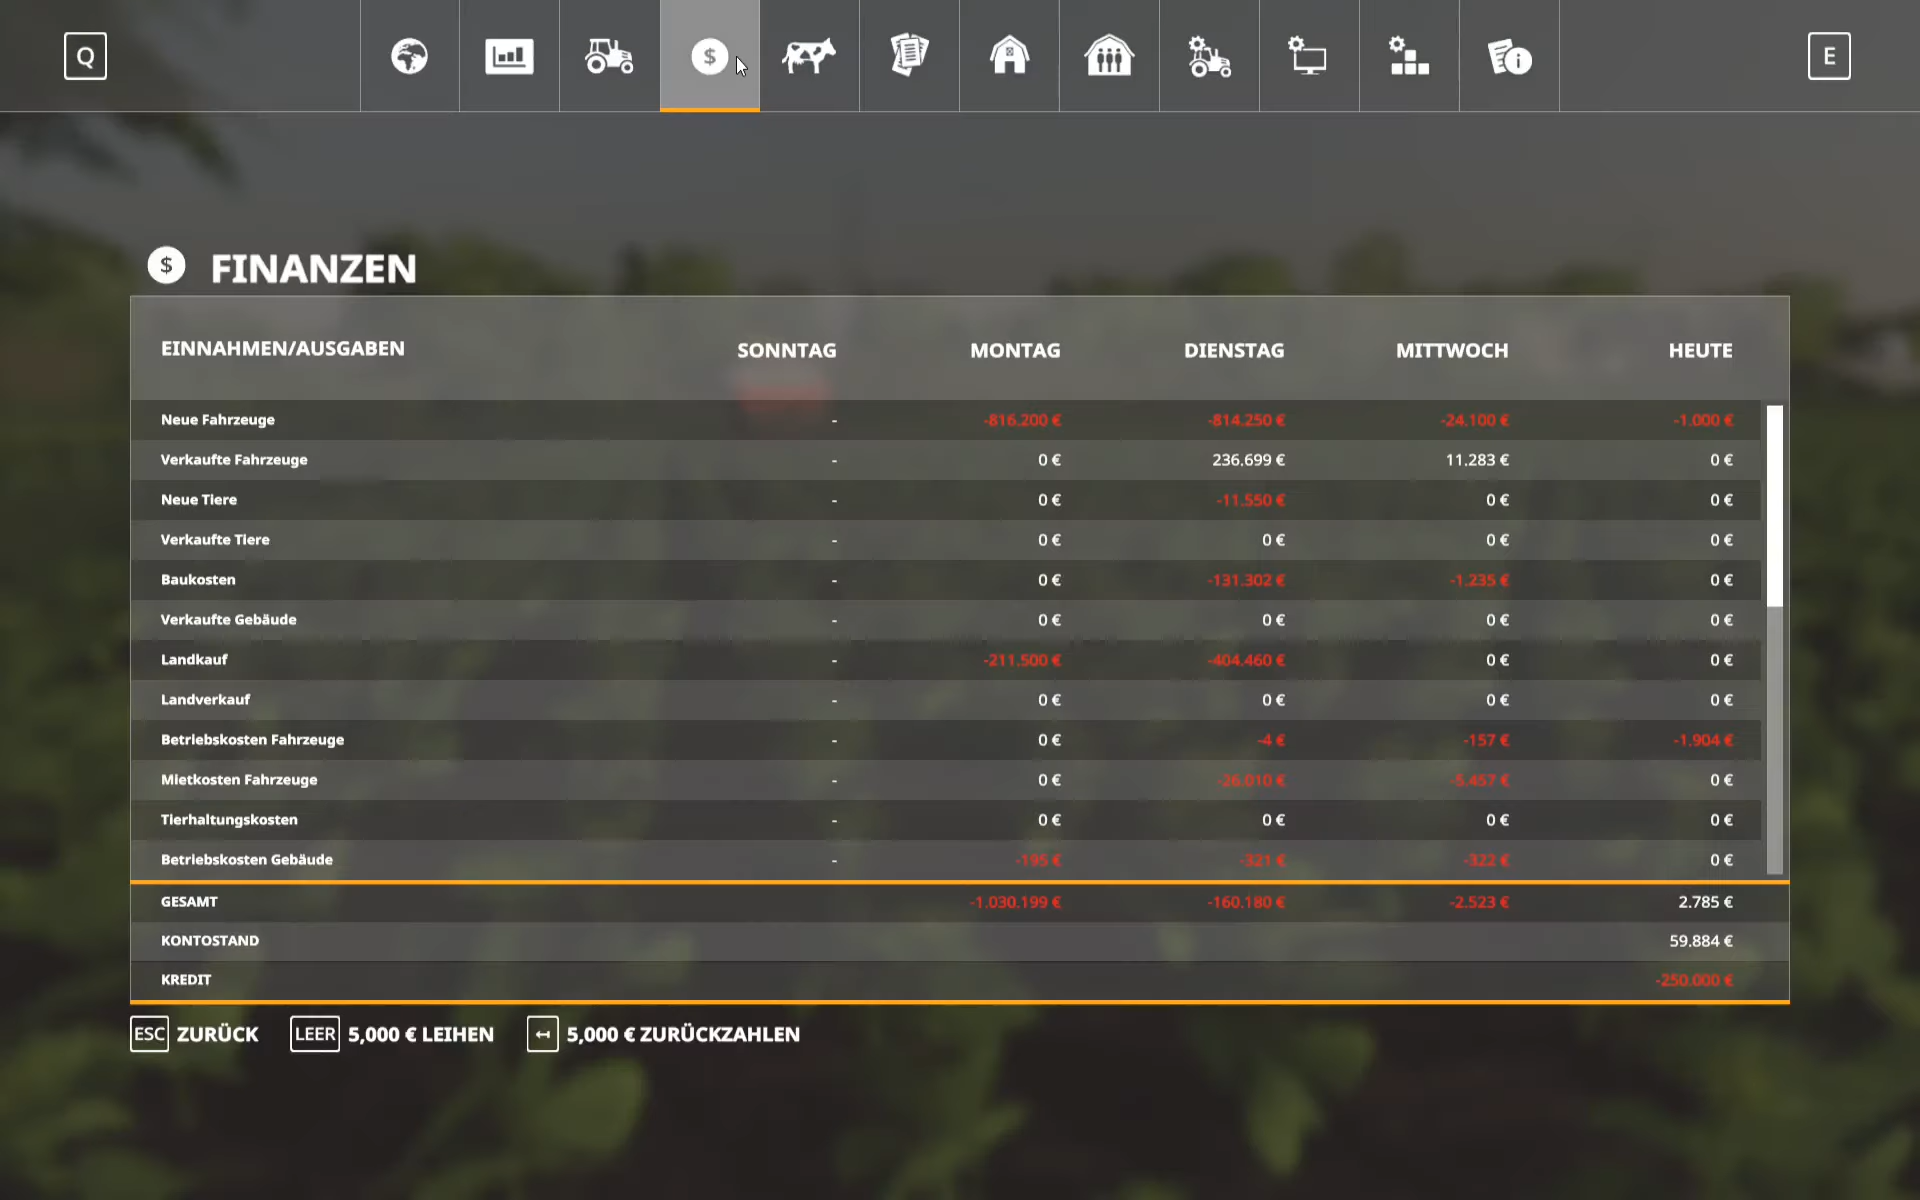 Q
E
$
$ FINANZEN
EINNAHMEN/AUSGABEN SONNTAG MONTAG DIENSTAG MITTWOCH HEUTE
Neue Fahrzeuge - -816.200 € -814.250 € -24.100 € -1.000 €
Verkaufte Fahrzeuge - 0 € 236.699 € 11.283 € 0 €
Neue Tiere - 0 € -11.550 € 0 € 0 €
Verkaufte Tiere - 0 € 0 € 0 € 0 €
Baukosten - 0 € -131.302 € -1.235 € 0 €
Verkaufte Gebäude - 0 € 0 € 0 € 0 €
Landkauf - -211.500 € -404.460 € 0 € 0 €
Landverkauf - 0 € 0 € 0 € 0 €
Betriebskosten Fahrzeuge - 0 € -4 € -157 € -1.904 €
Mietkosten Fahrzeuge - 0 € -26.010 € -5.457 € 0 €
Tierhaltungskosten - 0 € 0 € 0 € 0 €
Betriebskosten Gebäude - -195 € -321 € -322 € 0 €
GESAMT -1.030.199 € -160.180 € -2.523 € 2.785 €
KONTOSTAND 59.884 €
KREDIT -250.000 €
ESC ZURÜCK LEER 5,000 € LEIHEN ↔ 5,000 € ZURÜCKZAHLEN